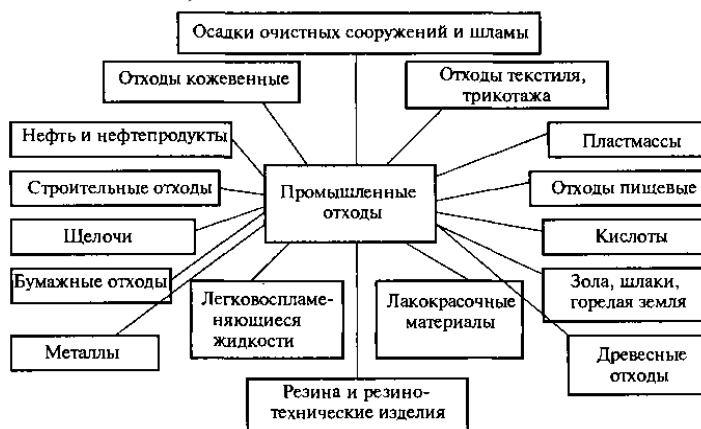 Осадки очистных сооружений и шламы
Отходы кожевенные
Отходы текстиля,
трикотажа
Нефть и нефтепродукты
Пластмассы
Строительные отходы
Промышленные
отходы
Отходы пищевые
Щелочи
Кислоты
Бумажные отходы
Легковоспламе-
няющиеся
жидкости
Лакокрасочные
материалы
Зола, шлаки,
горелая земля
Металлы
Древесные
отходы
Резина и резино-
технические изделия